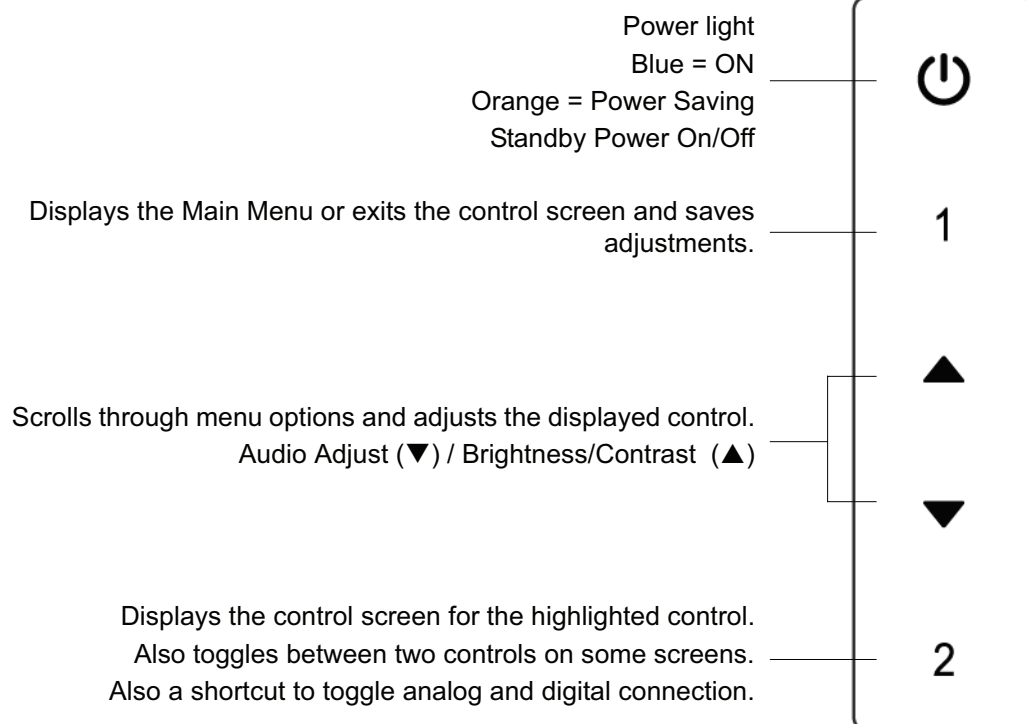 Power light
Blue = ON
Orange = Power Saving
Standby Power On/Off
Displays the Main Menu or exits the control screen and saves
adjustments.
1
Scrolls through menu options and adjusts the displayed control.
Audio Adjust (▼) / Brightness/Contrast (▲)
Displays the control screen for the highlighted control.
Also toggles between two controls on some screens.
Also a shortcut to toggle analog and digital connection.
2